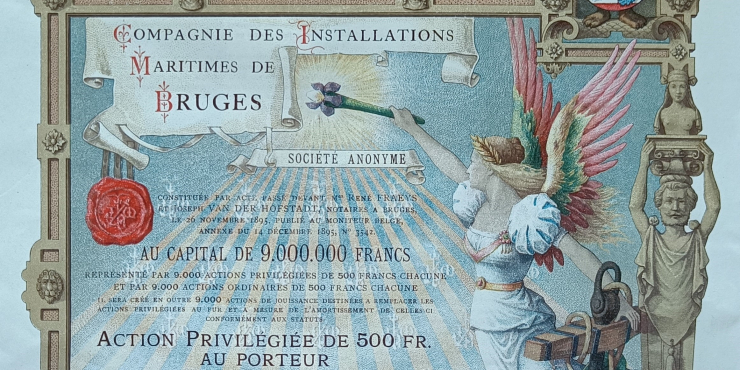 COMPAGNIE DES INSTALLATIONS
MARITIMES DE
BRUGES
SOCIÉTÉ ANONYME
CONSTITUÉE PAR ACTE PASSÉ DEVANT Mes RENÉ FRAEYS
ET JOSEPH VAN DER HOFSTADT, NOTAIRES A BRUGES,
LE 26 NOVEMBRE 1895, PUBLIÉ AU MONITEUR BELGE,
ANNEXE DU 14 DÉCEMBRE 1895, No 3542.
AU CAPITAL DE 9.000.000 FRANCS
REPRÉSENTÉ PAR 9.000 ACTIONS PRIVILÉGIÉES DE 500 FRANCS CHACUNE
ET PAR 9.000 ACTIONS ORDINAIRES DE 500 FRANCS CHACUNE
IL SERA CRÉÉ EN OUTRE 9.000 ACTIONS DE JOUISSANCE DESTINÉES A REMPLACER LES
ACTIONS PRIVILÉGIÉES AU FUR ET A MESURE DE L'AMORTISSEMENT DE CELLES-CI
CONFORMÉMENT AUX STATUTS.
ACTION PRIVILÉGIÉE DE 500 FR.
AU PORTEUR